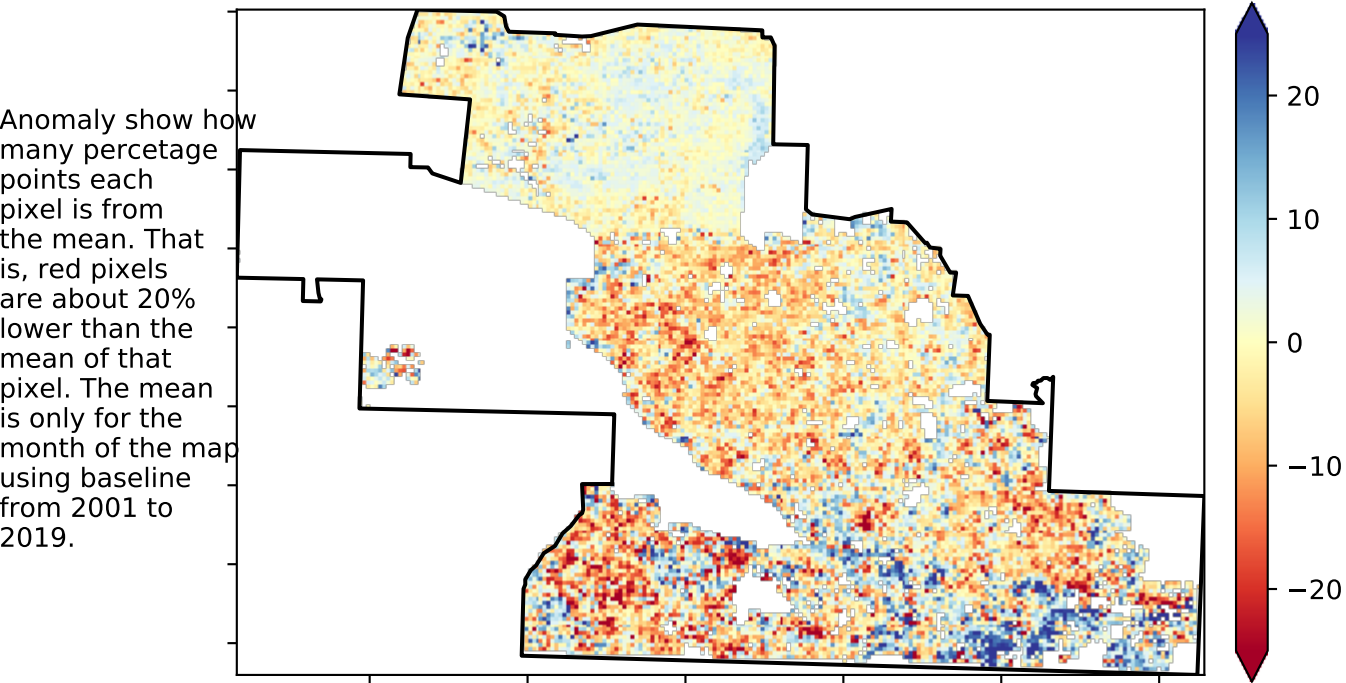 Anomaly show how
many percetage
points each
pixel is from
the mean. That
is, red pixels
are about 20%
lower than the
mean of that
pixel. The mean
is only for the
month of the map
using baseline
from 2001 to
2019.
20
10
0
−10
−20